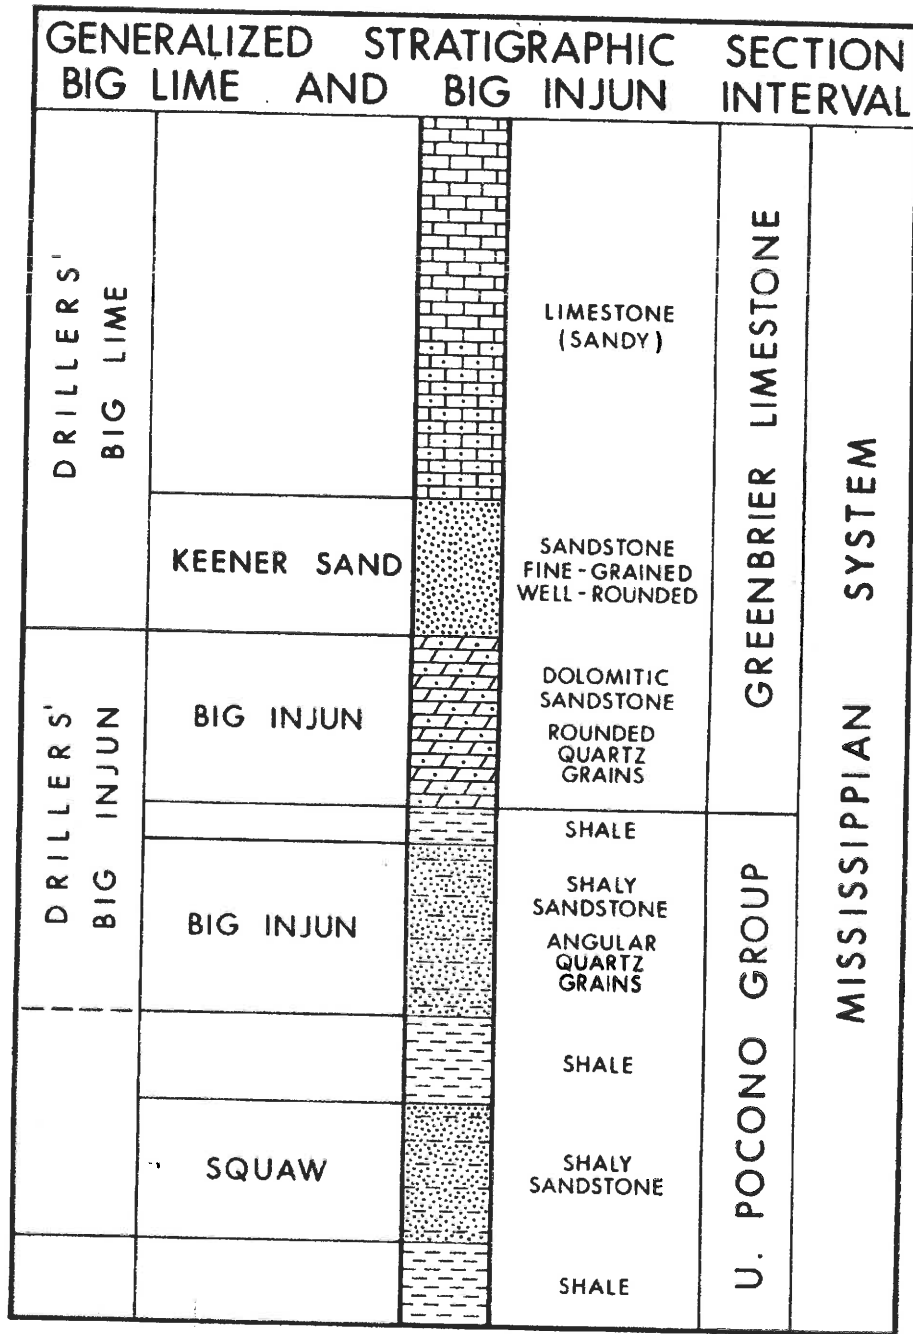 GENERALIZED STRATIGRAPHIC SECTION
BIG LIME AND BIG INJUN INTERVAL
DRILLERS'
BIG LIME
LIMESTONE
(SANDY)
KEENER SAND
SANDSTONE
FINE-GRAINED
WELL-ROUNDED
GREENBRIER LIMESTONE
MISSISSIPPIAN SYSTEM
DRILLERS'
BIG INJUN
BIG INJUN
DOLOMITIC
SANDSTONE
ROUNDED
QUARTZ
GRAINS
SHALE
BIG INJUN
SHALY
SANDSTONE
ANGULAR
QUARTZ
GRAINS
U. POCONO GROUP
SHALE
SQUAW
SHALY
SANDSTONE
SHALE